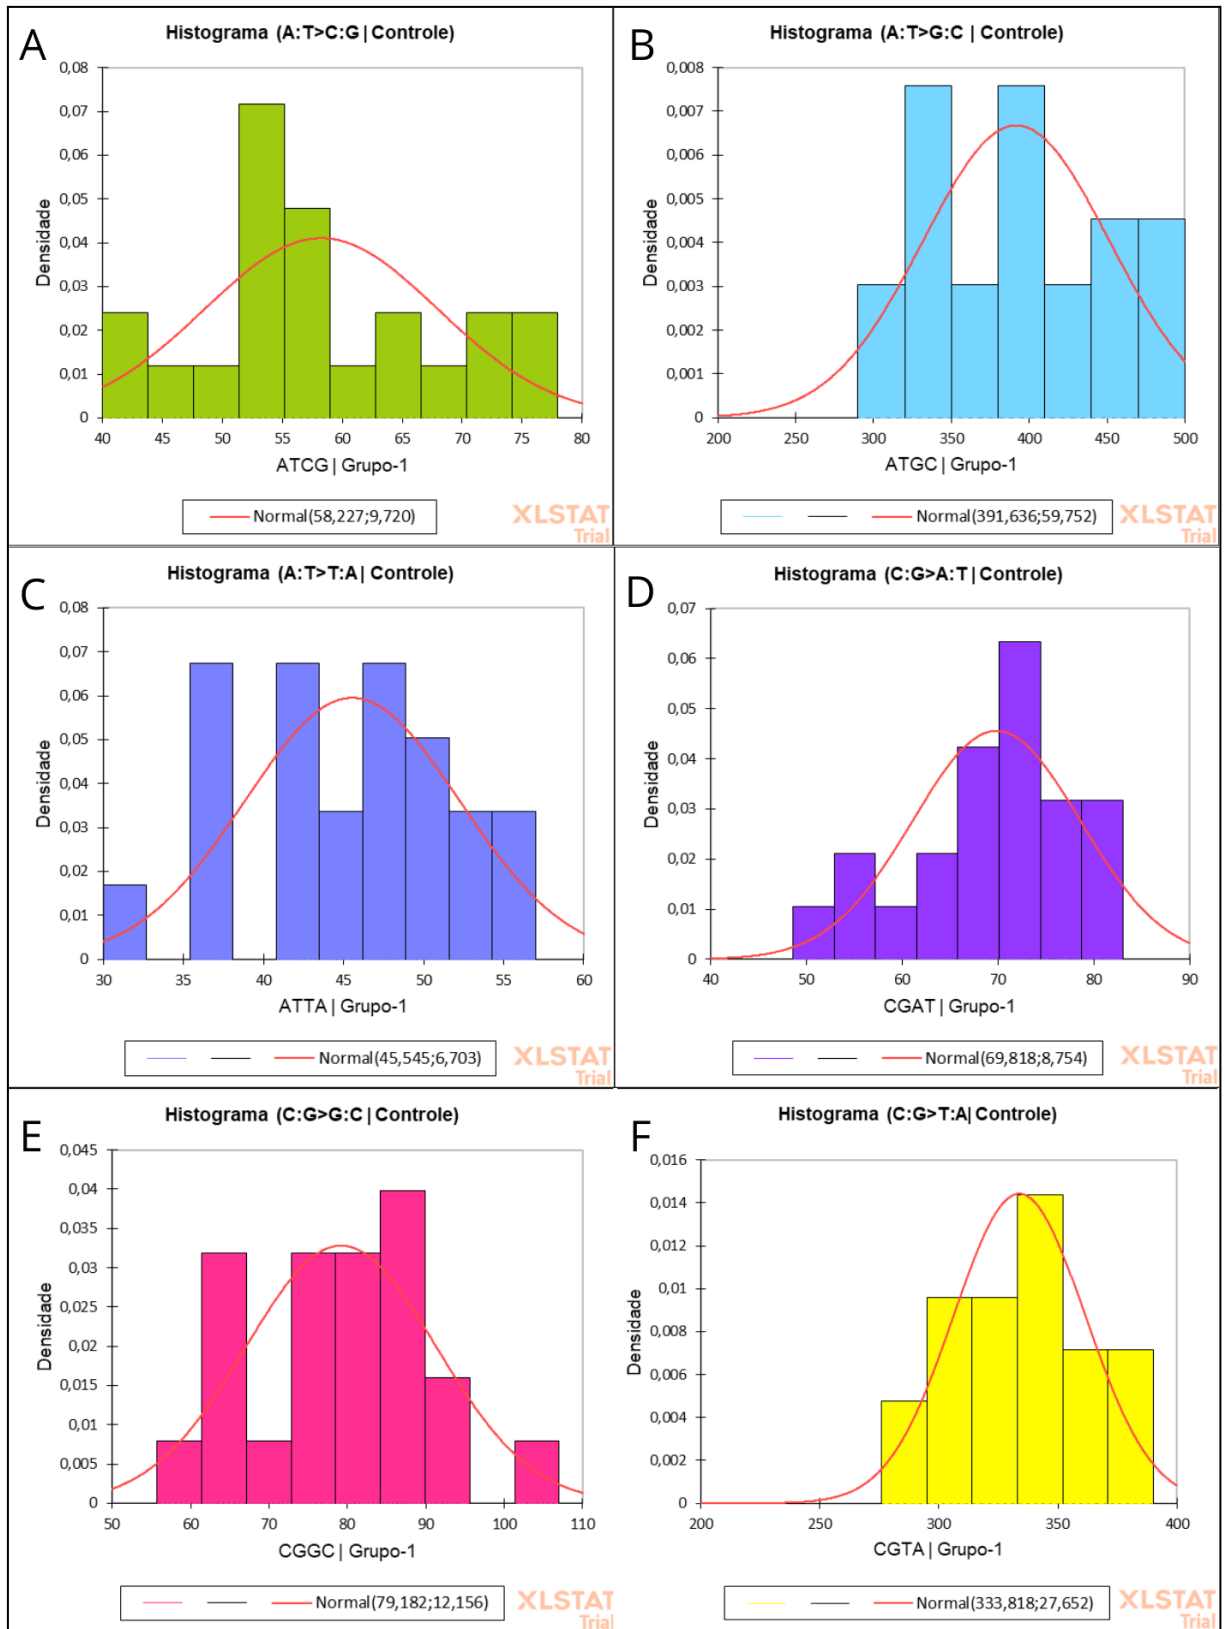 A
Histograma (A:T>C:G | Controle)
0,08
0,07
0,06
0,05
0,04
0,03
0,02
0,01
0
Densidade
40 45 50 55 60 65 70 75 80
ATCG | Grupo-1
Normal(58,227;9,720)
XLSTAT
Trial
B
Histograma (A:T>G:C | Controle)
0,008
0,007
0,006
0,005
0,004
0,003
0,002
0,001
0
Densidade
200 250 300 350 400 450 500
ATGC | Grupo-1
Normal(391,636;59,752)
XLSTAT
Trial
C
Histograma (A:T>T:A | Controle)
0,08
0,07
0,06
0,05
0,04
0,03
0,02
0,01
0
Densidade
30 35 40 45 50 55 60
ATTA | Grupo-1
Normal(45,545;6,703)
XLSTAT
Trial
D
Histograma (C:G>A:T | Controle)
0,07
0,06
0,05
0,04
0,03
0,02
0,01
0
Densidade
40 50 60 70 80 90
CGAT | Grupo-1
Normal(69,818;8,754)
XLSTAT
Trial
E
Histograma (C:G>G:C | Controle)
0,045
0,04
0,035
0,03
0,025
0,02
0,015
0,01
0,005
0
Densidade
50 60 70 80 90 100 110
CGGC | Grupo-1
Normal(79,182;12,156)
XLSTAT
Trial
F
Histograma (C:G>T:A| Controle)
0,016
0,014
0,012
0,01
0,008
0,006
0,004
0,002
0
Densidade
200 250 300 350 400
CGTA | Grupo-1
Normal(333,818;27,652)
XLSTAT
Trial